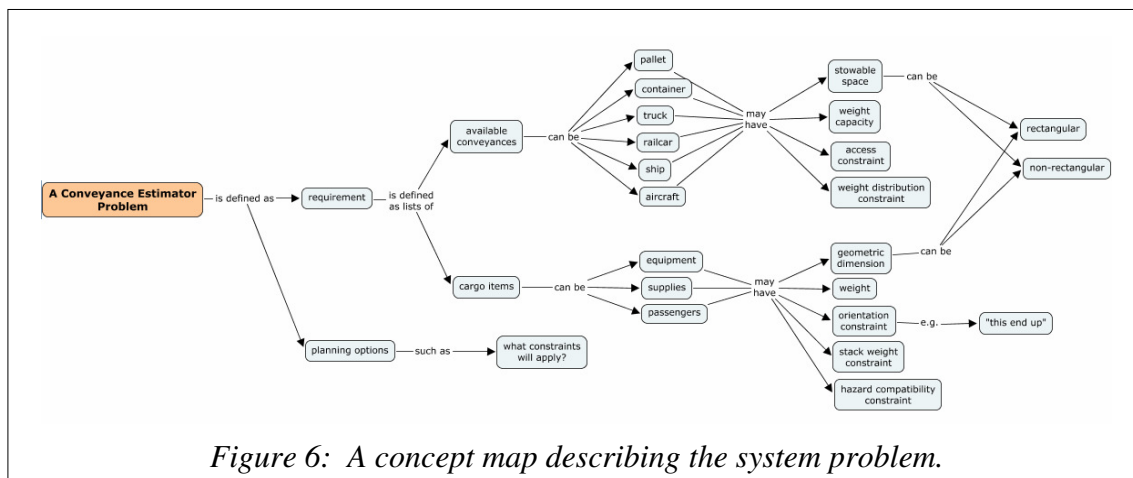 A Conveyance Estimator
Problem
is defined as
requirement
is defined
as lists of
available
conveyances
can be
pallet
container
truck
railcar
ship
aircraft
may
have
stowable
space
weight
capacity
access
constraint
weight distribution
constraint
can be
rectangular
non-rectangular
cargo items
can be
equipment
supplies
passengers
may
have
geometric
dimension
can be
weight
orientation
constraint
e.g.
"this end up"
stack weight
constraint
hazard compatibility
constraint
planning options
such as
what constraints
will apply?
Figure 6:  A concept map describing the system problem.